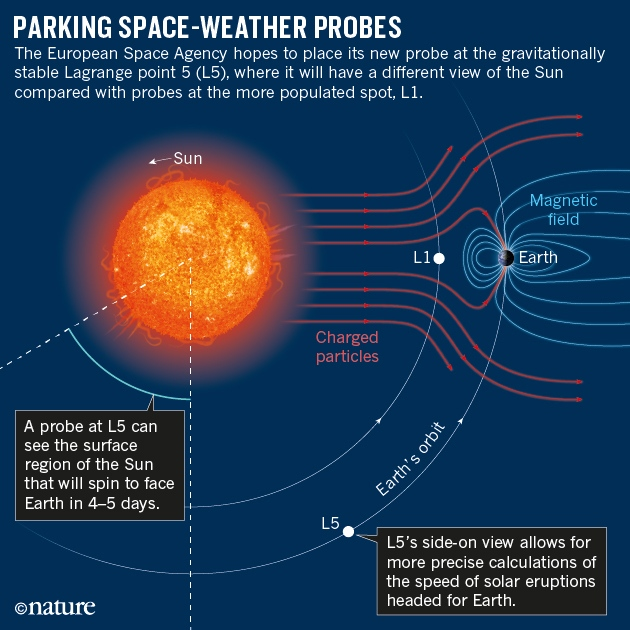 PARKING SPACE-WEATHER PROBES
The European Space Agency hopes to place its new probe at the gravitationally
stable Lagrange point 5 (L5), where it will have a different view of the Sun
compared with probes at the more populated spot, L1.
Sun
Magnetic
field
L1
Earth
Charged
particles
A probe at L5 can
see the surface
region of the Sun
that will spin to face
Earth in 4–5 days.
Earth's orbit
L5
L5's side-on view allows for
more precise calculations of
the speed of solar eruptions
headed for Earth.
©nature